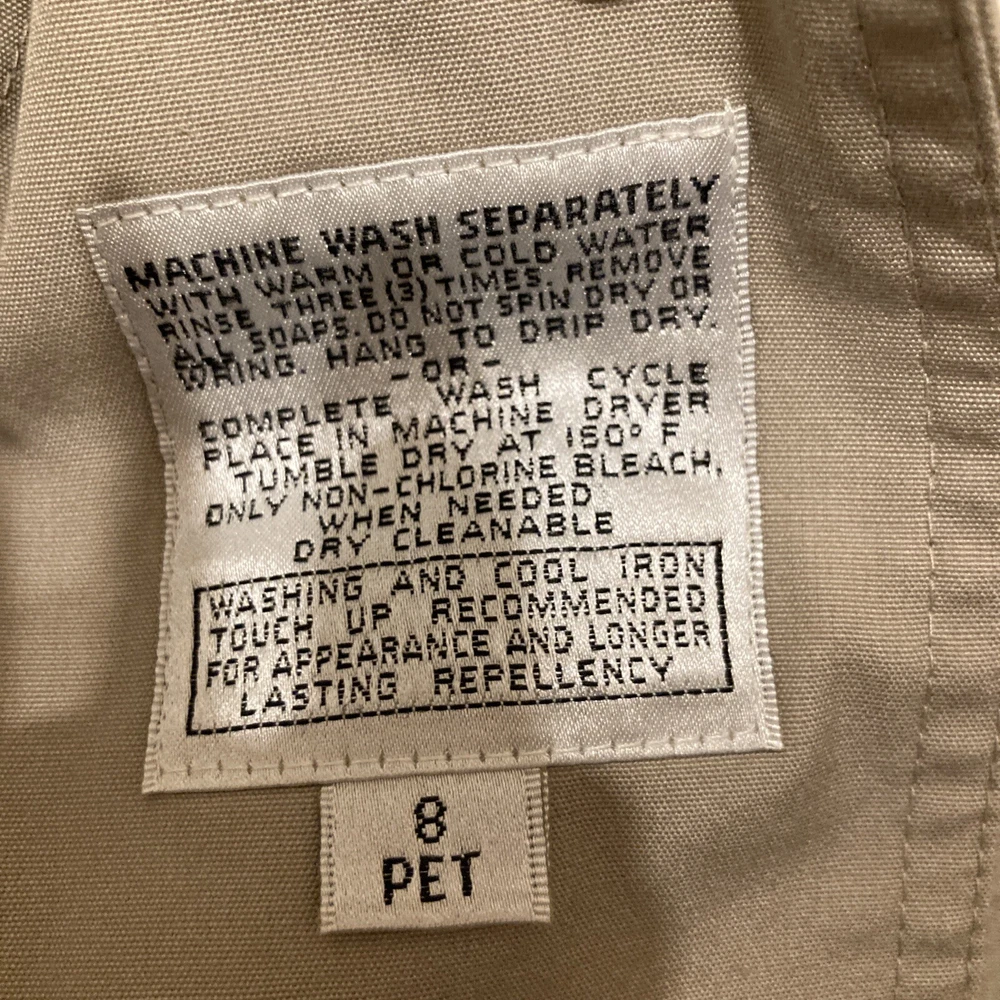 MACHINE WASH SEPARATELY
WITH WARM OR COLD WATER
RINSE THREE (3) TIMES. REMOVE
ALL SOAPS. DO NOT SPIN DRY OR
WRING. HANG TO DRIP DRY.
- OR -
COMPLETE WASH CYCLE
PLACE IN MACHINE DRYER
TUMBLE DRY AT 160° F
ONLY NON-CHLORINE BLEACH,
WHEN NEEDED
DRY CLEANABLE
WASHING AND COOL IRON
TOUCH UP RECOMMENDED
FOR APPEARANCE AND LONGER
LASTING REPELLENCY
8
PET